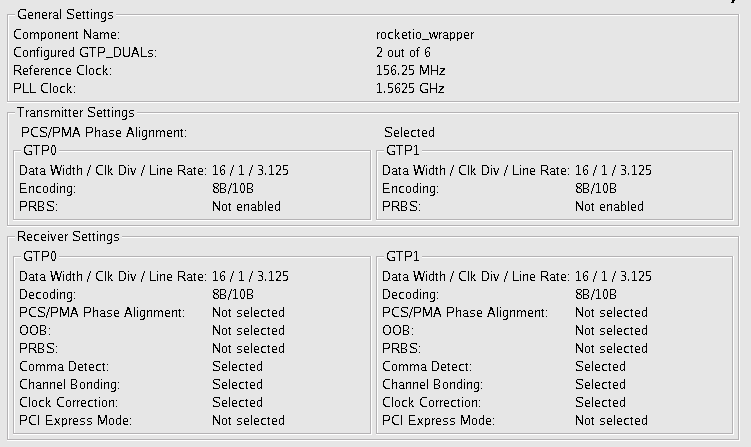 General Settings
Component Name: rocketio_wrapper
Configured GTP_DUALs: 2 out of 6
Reference Clock: 156.25 MHz
PLL Clock: 1.5625 GHz
Transmitter Settings
PCS/PMA Phase Alignment: Selected
GTP0
Data Width / Clk Div / Line Rate: 16 / 1 / 3.125
Encoding: 8B/10B
PRBS: Not enabled
GTP1
Data Width / Clk Div / Line Rate: 16 / 1 / 3.125
Encoding: 8B/10B
PRBS: Not enabled
Receiver Settings
GTP0
Data Width / Clk Div / Line Rate: 16 / 1 / 3.125
Decoding: 8B/10B
PCS/PMA Phase Alignment: Not selected
OOB: Not selected
PRBS: Not selected
Comma Detect: Selected
Channel Bonding: Selected
Clock Correction: Selected
PCI Express Mode: Not selected
GTP1
Data Width / Clk Div / Line Rate: 16 / 1 / 3.125
Decoding: 8B/10B
PCS/PMA Phase Alignment: Not selected
OOB: Not selected
PRBS: Not selected
Comma Detect: Selected
Channel Bonding: Selected
Clock Correction: Selected
PCI Express Mode: Not selected